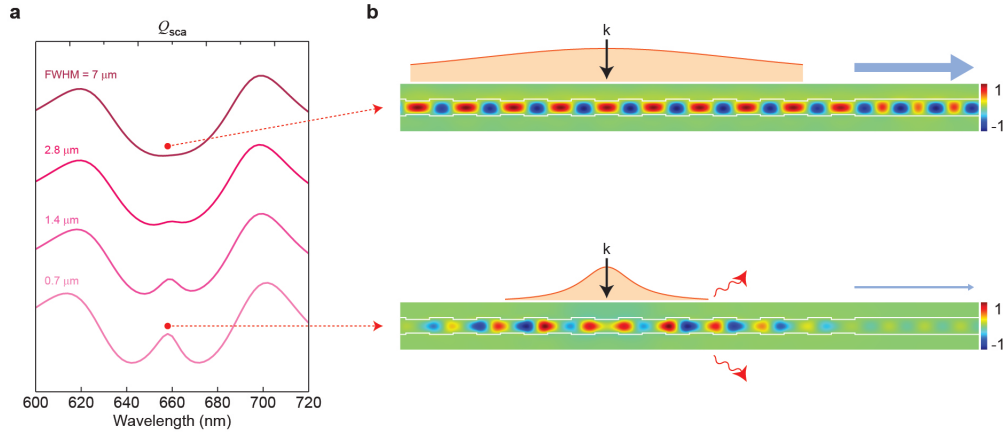 a
Q_sca
FWHM = 7 μm
2.8 μm
1.4 μm
0.7 μm
600 620 640 660 680 700 720
Wavelength (nm)
b
k
1
-1
k
1
-1